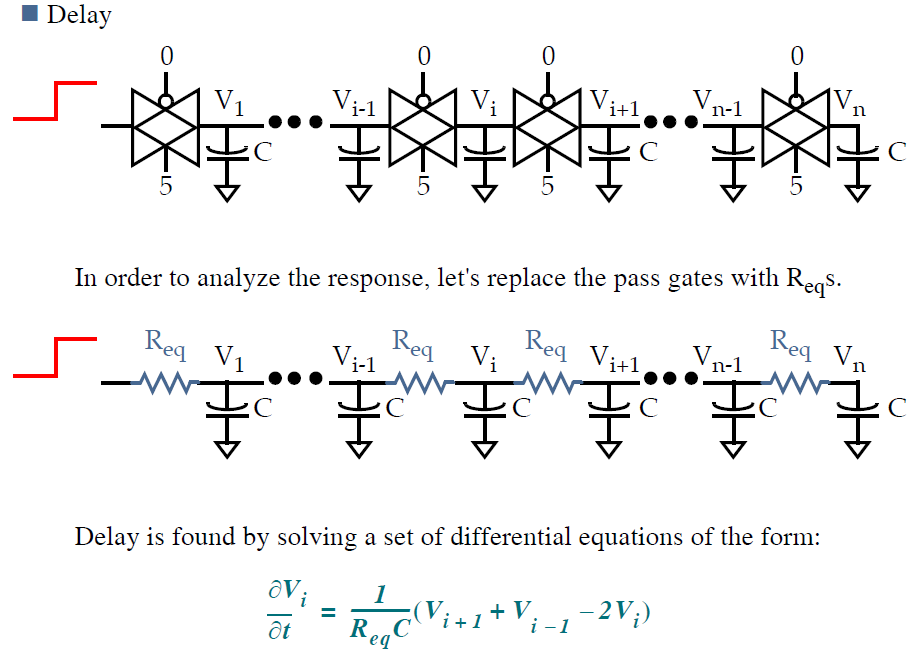 Delay
0 0 0 0
V1 Vi-1 Vi Vi+1 Vn-1 Vn
C C C
5 5 5 5
In order to analyze the response, let's replace the pass gates with Reqs.
Req Req Req Req
V1 Vi-1 Vi Vi+1 Vn-1 Vn
C C C C C C
Delay is found by solving a set of differential equations of the form:
∂Vi/∂t = 1/(ReqC) (Vi+1 + Vi-1 − 2Vi)